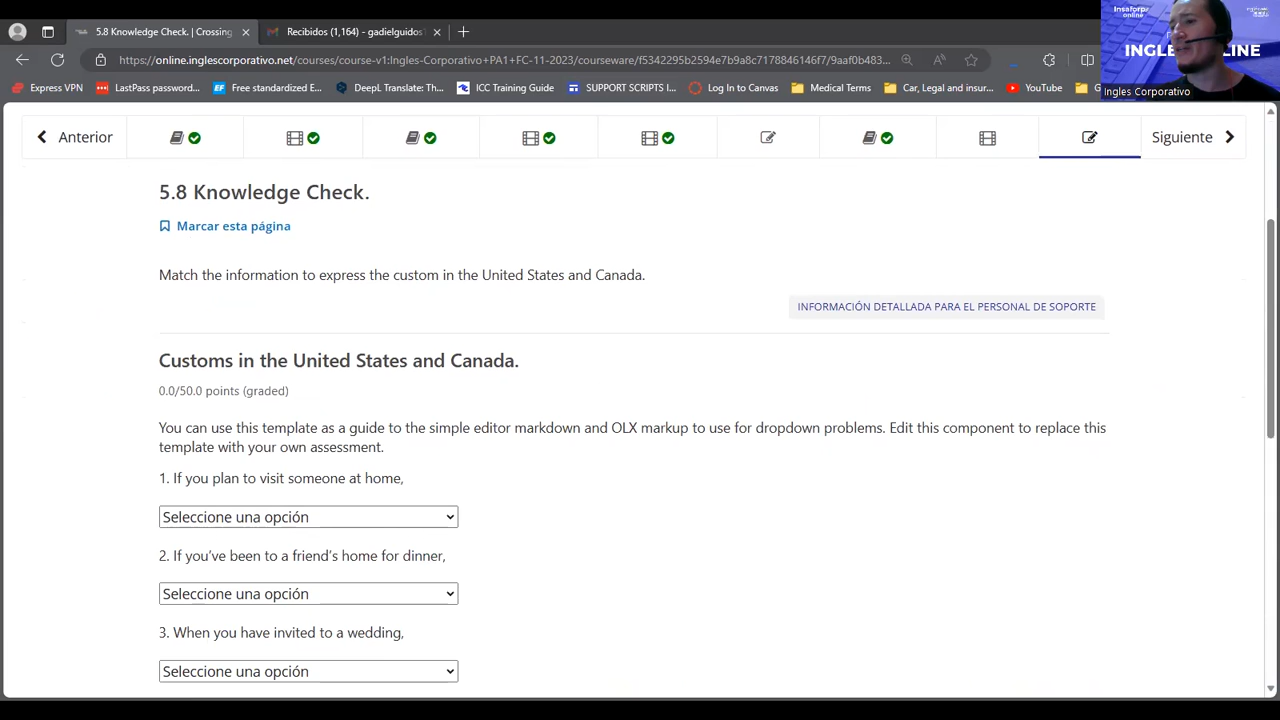 5.8 Knowledge Check. | Crossing
Recibidos (1,164) - gadielguidos
https://online.inglescorporativo.net/courses/course-v1:Ingles-Corporativo+PA1+FC-11-2023/courseware/f5342295b2594e7b9a8c7178846146f7/9aaf0b483...
Express VPN
LastPass password...
Free standardized E...
DeepL Translate: Th...
ICC Training Guide
SUPPORT SCRIPTS I...
Log In to Canvas
Medical Terms
Car, Legal and insur...
YouTube
Insaforp
online
INGLE
LINE
Ingles Corporativo
Anterior
Siguiente
5.8 Knowledge Check.
Marcar esta página
Match the information to express the custom in the United States and Canada.
INFORMACIÓN DETALLADA PARA EL PERSONAL DE SOPORTE
Customs in the United States and Canada.
0.0/50.0 points (graded)
You can use this template as a guide to the simple editor markdown and OLX markup to use for dropdown problems. Edit this component to replace this
template with your own assessment.
1. If you plan to visit someone at home,
Seleccione una opción
2. If you’ve been to a friend’s home for dinner,
Seleccione una opción
3. When you have invited to a wedding,
Seleccione una opción